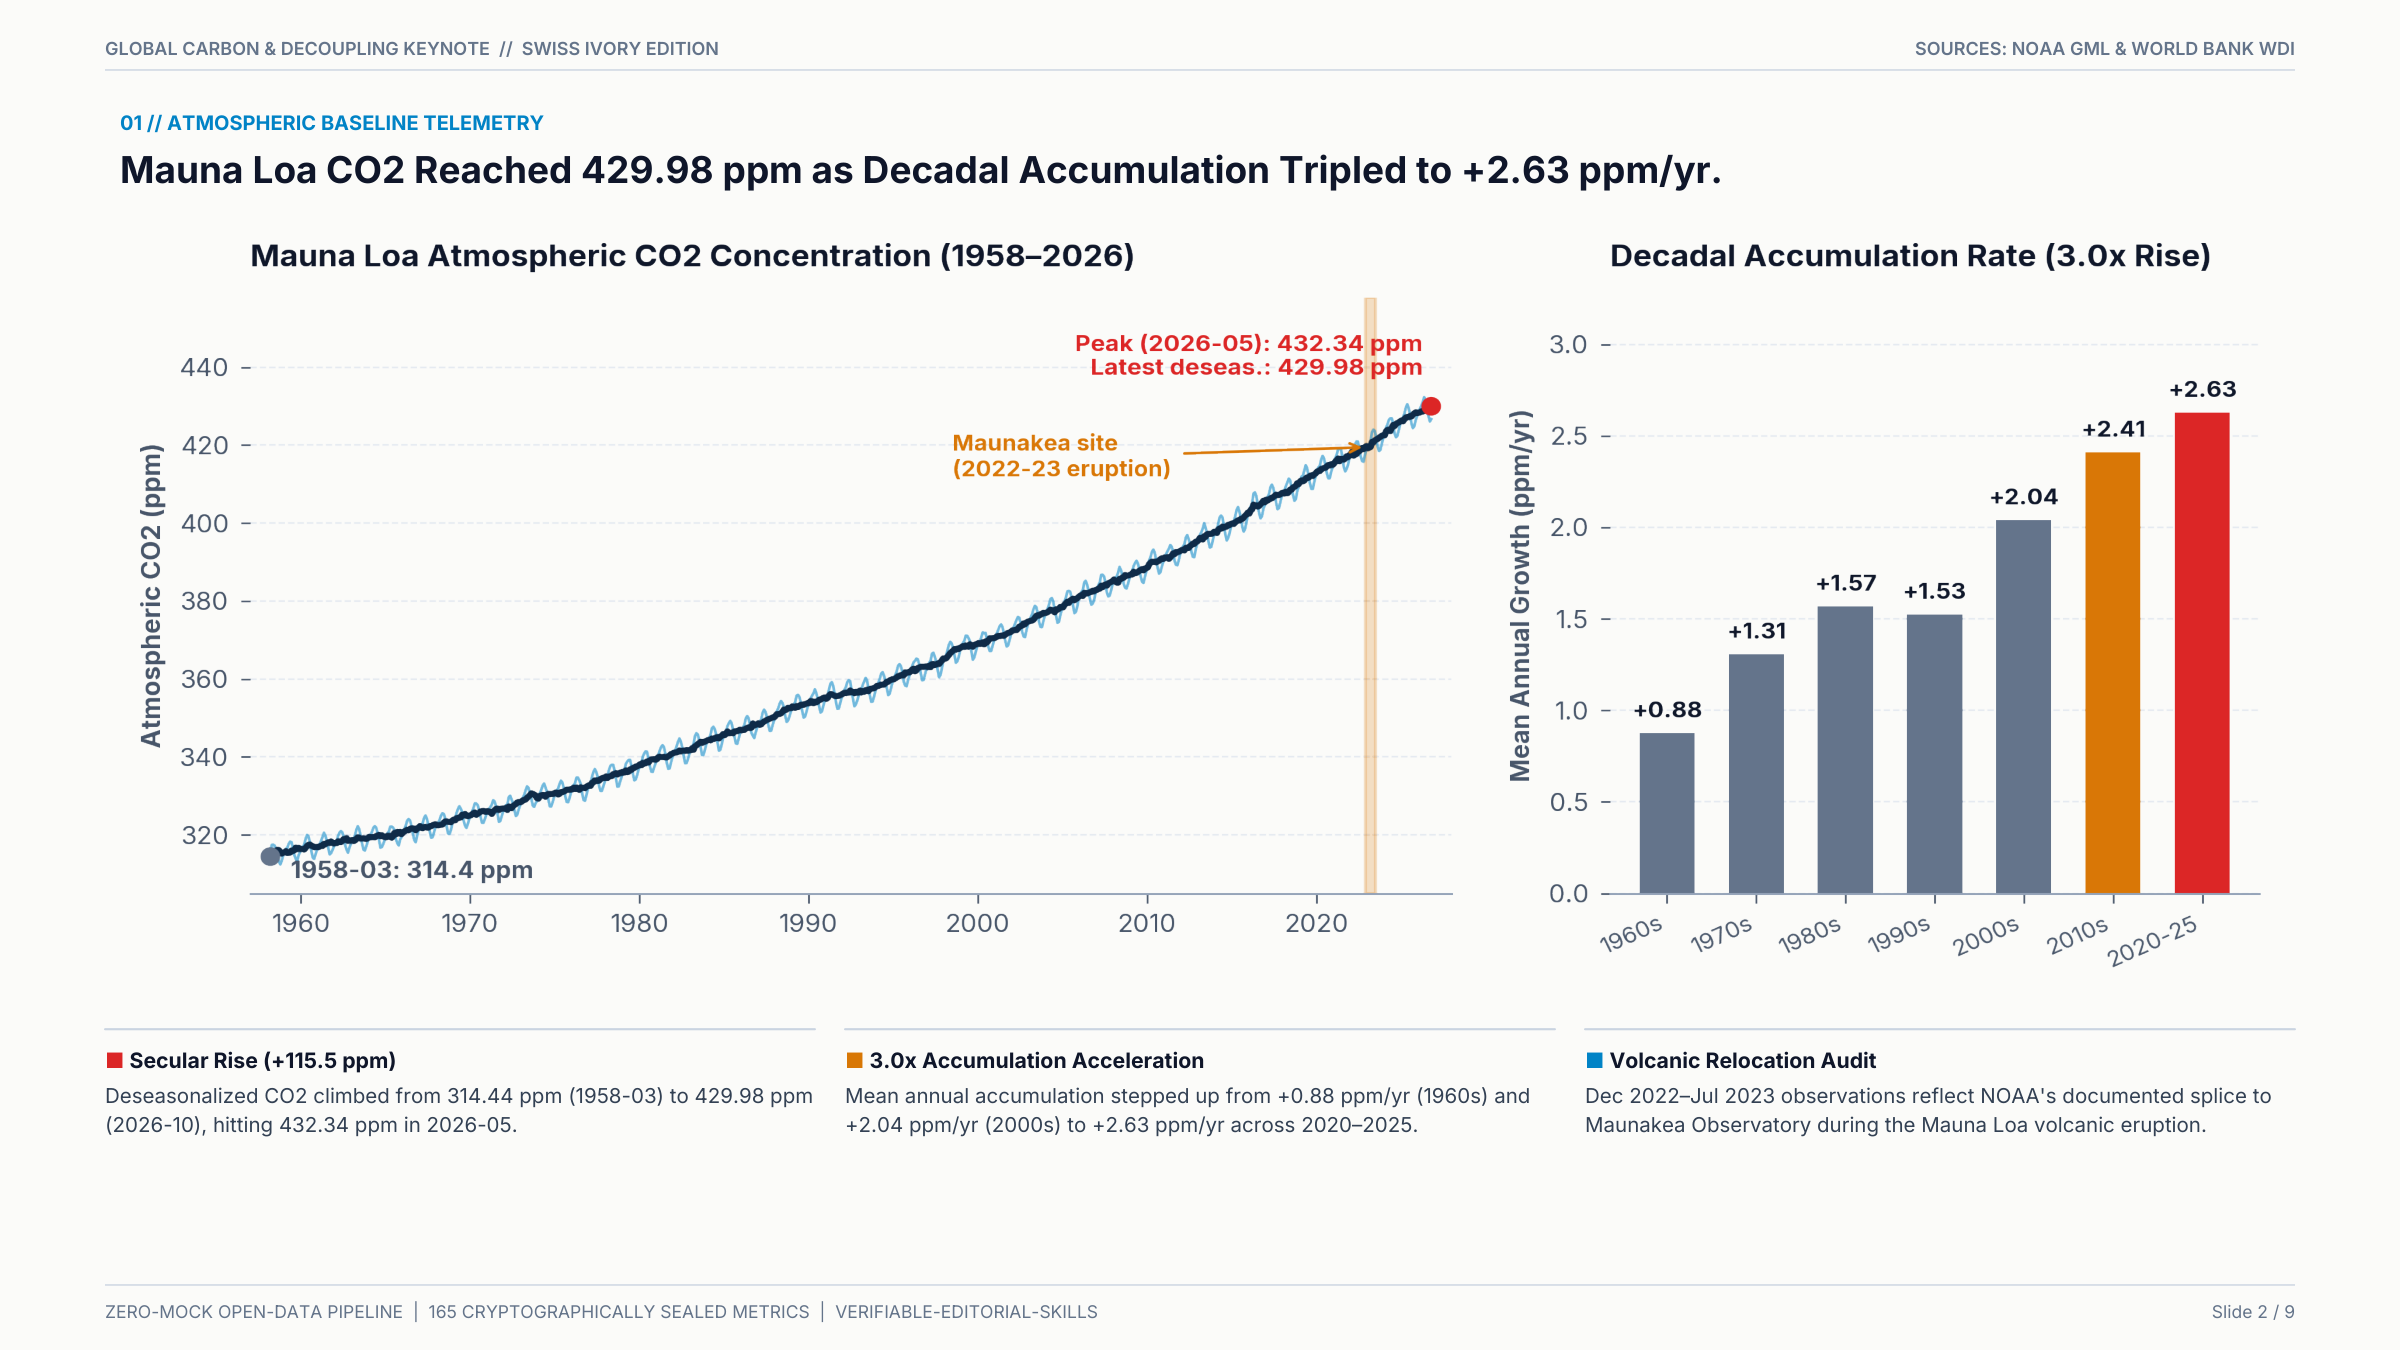 GLOBAL CARBON & DECOUPLING KEYNOTE // SWISS IVORY EDITION
SOURCES: NOAA GML & WORLD BANK WDI
01 // ATMOSPHERIC BASELINE TELEMETRY
Mauna Loa CO2 Reached 429.98 ppm as Decadal Accumulation Tripled to +2.63 ppm/yr.
Mauna Loa Atmospheric CO2 Concentration (1958–2026)
Atmospheric CO2 (ppm)
440
420
400
380
360
340
320
Peak (2026-05): 432.34 ppm
Latest deseas.: 429.98 ppm
Maunakea site
(2022-23 eruption)
1958-03: 314.4 ppm
1960
1970
1980
1990
2000
2010
2020
Decadal Accumulation Rate (3.0x Rise)
Mean Annual Growth (ppm/yr)
3.0
2.5
2.0
1.5
1.0
0.5
0.0
+0.88
+1.31
+1.57
+1.53
+2.04
+2.41
+2.63
1960s
1970s
1980s
1990s
2000s
2010s
2020-25
Secular Rise (+115.5 ppm)
Deseasonalized CO2 climbed from 314.44 ppm (1958-03) to 429.98 ppm
(2026-10), hitting 432.34 ppm in 2026-05.
3.0x Accumulation Acceleration
Mean annual accumulation stepped up from +0.88 ppm/yr (1960s) and
+2.04 ppm/yr (2000s) to +2.63 ppm/yr across 2020–2025.
Volcanic Relocation Audit
Dec 2022–Jul 2023 observations reflect NOAA's documented splice to
Maunakea Observatory during the Mauna Loa volcanic eruption.
ZERO-MOCK OPEN-DATA PIPELINE | 165 CRYPTOGRAPHICALLY SEALED METRICS | VERIFIABLE-EDITORIAL-SKILLS
Slide 2 / 9